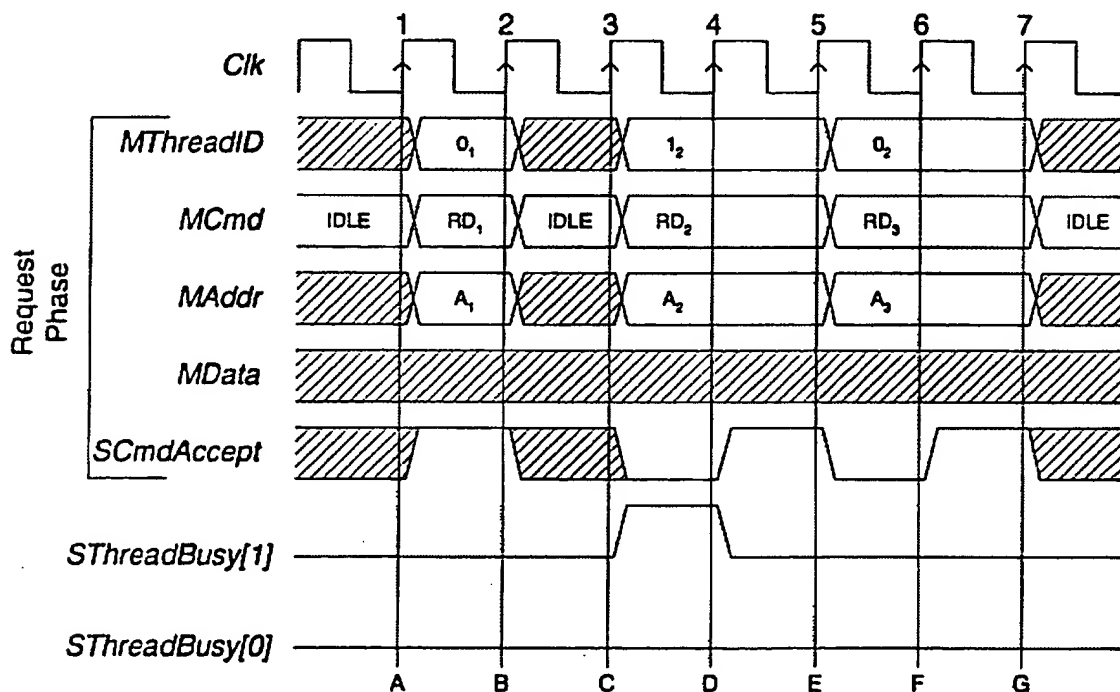 1 2 3 4 5 6 7
Clk
Request
Phase
MThreadID 0₁ 1₂ 0₂
MCmd IDLE RD₁ IDLE RD₂ RD₃ IDLE
MAddr A₁ A₂ A₃
MData
SCmdAccept
SThreadBusy[1]
SThreadBusy[0]
A B C D E F G